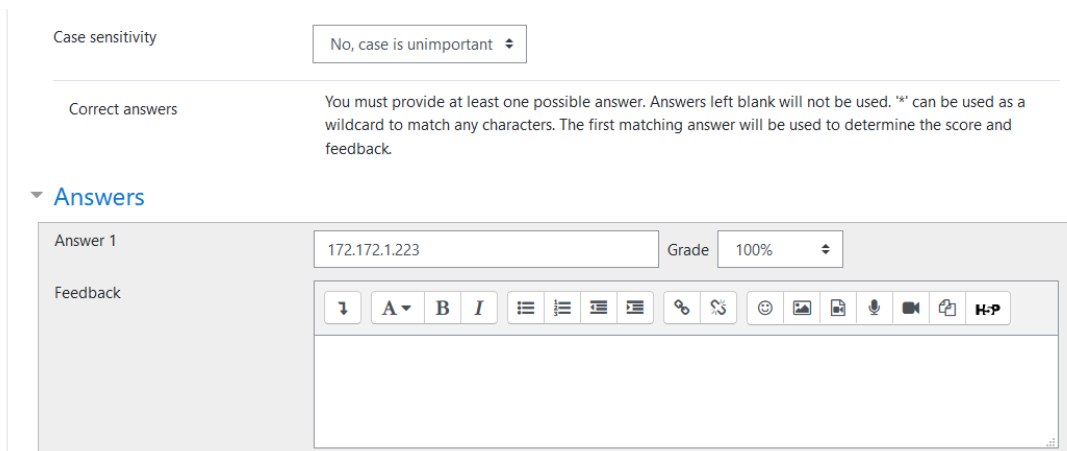 Case sensitivity
No, case is unimportant
Correct answers
You must provide at least one possible answer. Answers left blank will not be used. '*' can be used as a
wildcard to match any characters. The first matching answer will be used to determine the score and
feedback.
Answers
Answer 1
172.172.1.223
Grade
100%
Feedback
A B I
H5P